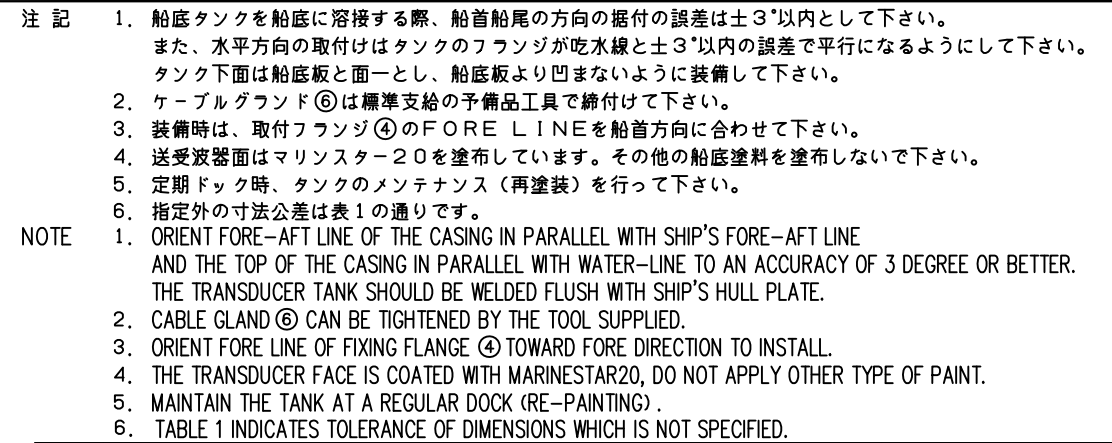 注記 1. 船底タンクを船底に溶接する際、船首船尾の方向の据付の誤差は±3°以内として下さい。
また、水平方向の取付けはタンクのフランジが吃水線と±3°以内の誤差で平行になるようにして下さい。
タンク下面は船底板と面一とし、船底板より凹まないように装備して下さい。
2. ケーブルグランド⑥は標準支給の予備品工具で締付けて下さい。
3. 装備時は、取付フランジ④のFORE LINEを船首方向に合わせて下さい。
4. 送受波器面はマリンスター20を塗布しています。その他の船底塗料を塗布しないで下さい。
5. 定期ドック時、タンクのメンテナンス(再塗装)を行って下さい。
6. 指定外の寸法公差は表1の通りです。
NOTE 1. ORIENT FORE-AFT LINE OF THE CASING IN PARALLEL WITH SHIP'S FORE-AFT LINE
AND THE TOP OF THE CASING IN PARALLEL WITH WATER-LINE TO AN ACCURACY OF 3 DEGREE OR BETTER.
THE TRANSDUCER TANK SHOULD BE WELDED FLUSH WITH SHIP'S HULL PLATE.
2. CABLE GLAND ⑥ CAN BE TIGHTENED BY THE TOOL SUPPLIED.
3. ORIENT FORE LINE OF FIXING FLANGE ④ TOWARD FORE DIRECTION TO INSTALL.
4. THE TRANSDUCER FACE IS COATED WITH MARINESTAR20, DO NOT APPLY OTHER TYPE OF PAINT.
5. MAINTAIN THE TANK AT A REGULAR DOCK (RE-PAINTING).
6. TABLE 1 INDICATES TOLERANCE OF DIMENSIONS WHICH IS NOT SPECIFIED.